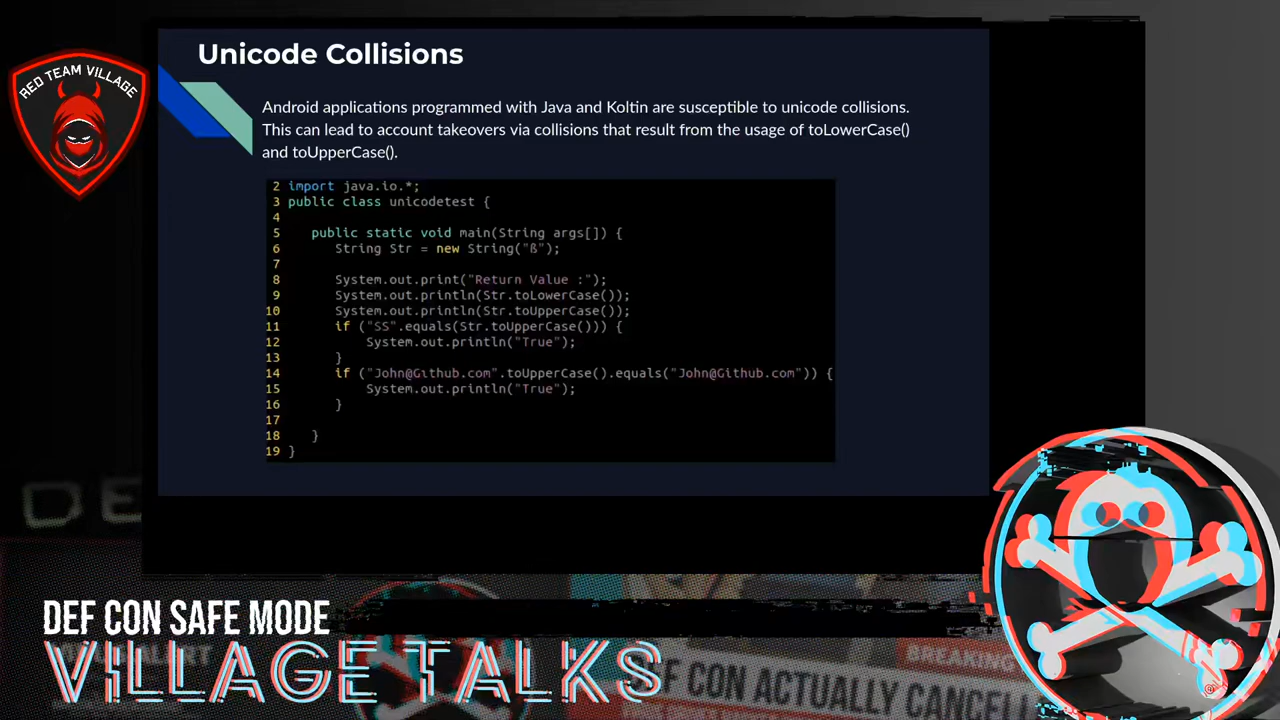 RED TEAM VILLAGE
Unicode Collisions
Android applications programmed with Java and Koltin are susceptible to unicode collisions.
This can lead to account takeovers via collisions that result from the usage of toLowerCase()
and toUpperCase().
2 import java.io.*;
3 public class unicodetest {
4
5 public static void main(String args[]) {
6 String Str = new String("ß");
7
8 System.out.print("Return Value :");
9 System.out.println(Str.toLowerCase());
10 System.out.println(Str.toUpperCase());
11 if ("SS".equals(Str.toUpperCase())) {
12 System.out.println("True");
13 }
14 if ("John@Gıthub.com".toUpperCase().equals("John@Github.com")) {
15 System.out.println("True");
16 }
17
18 }
19 }
DE
DEF CON SAFE MODE
VILLAGE TALKS
BREAKING
DEF CON ACTUALLY CANCELL